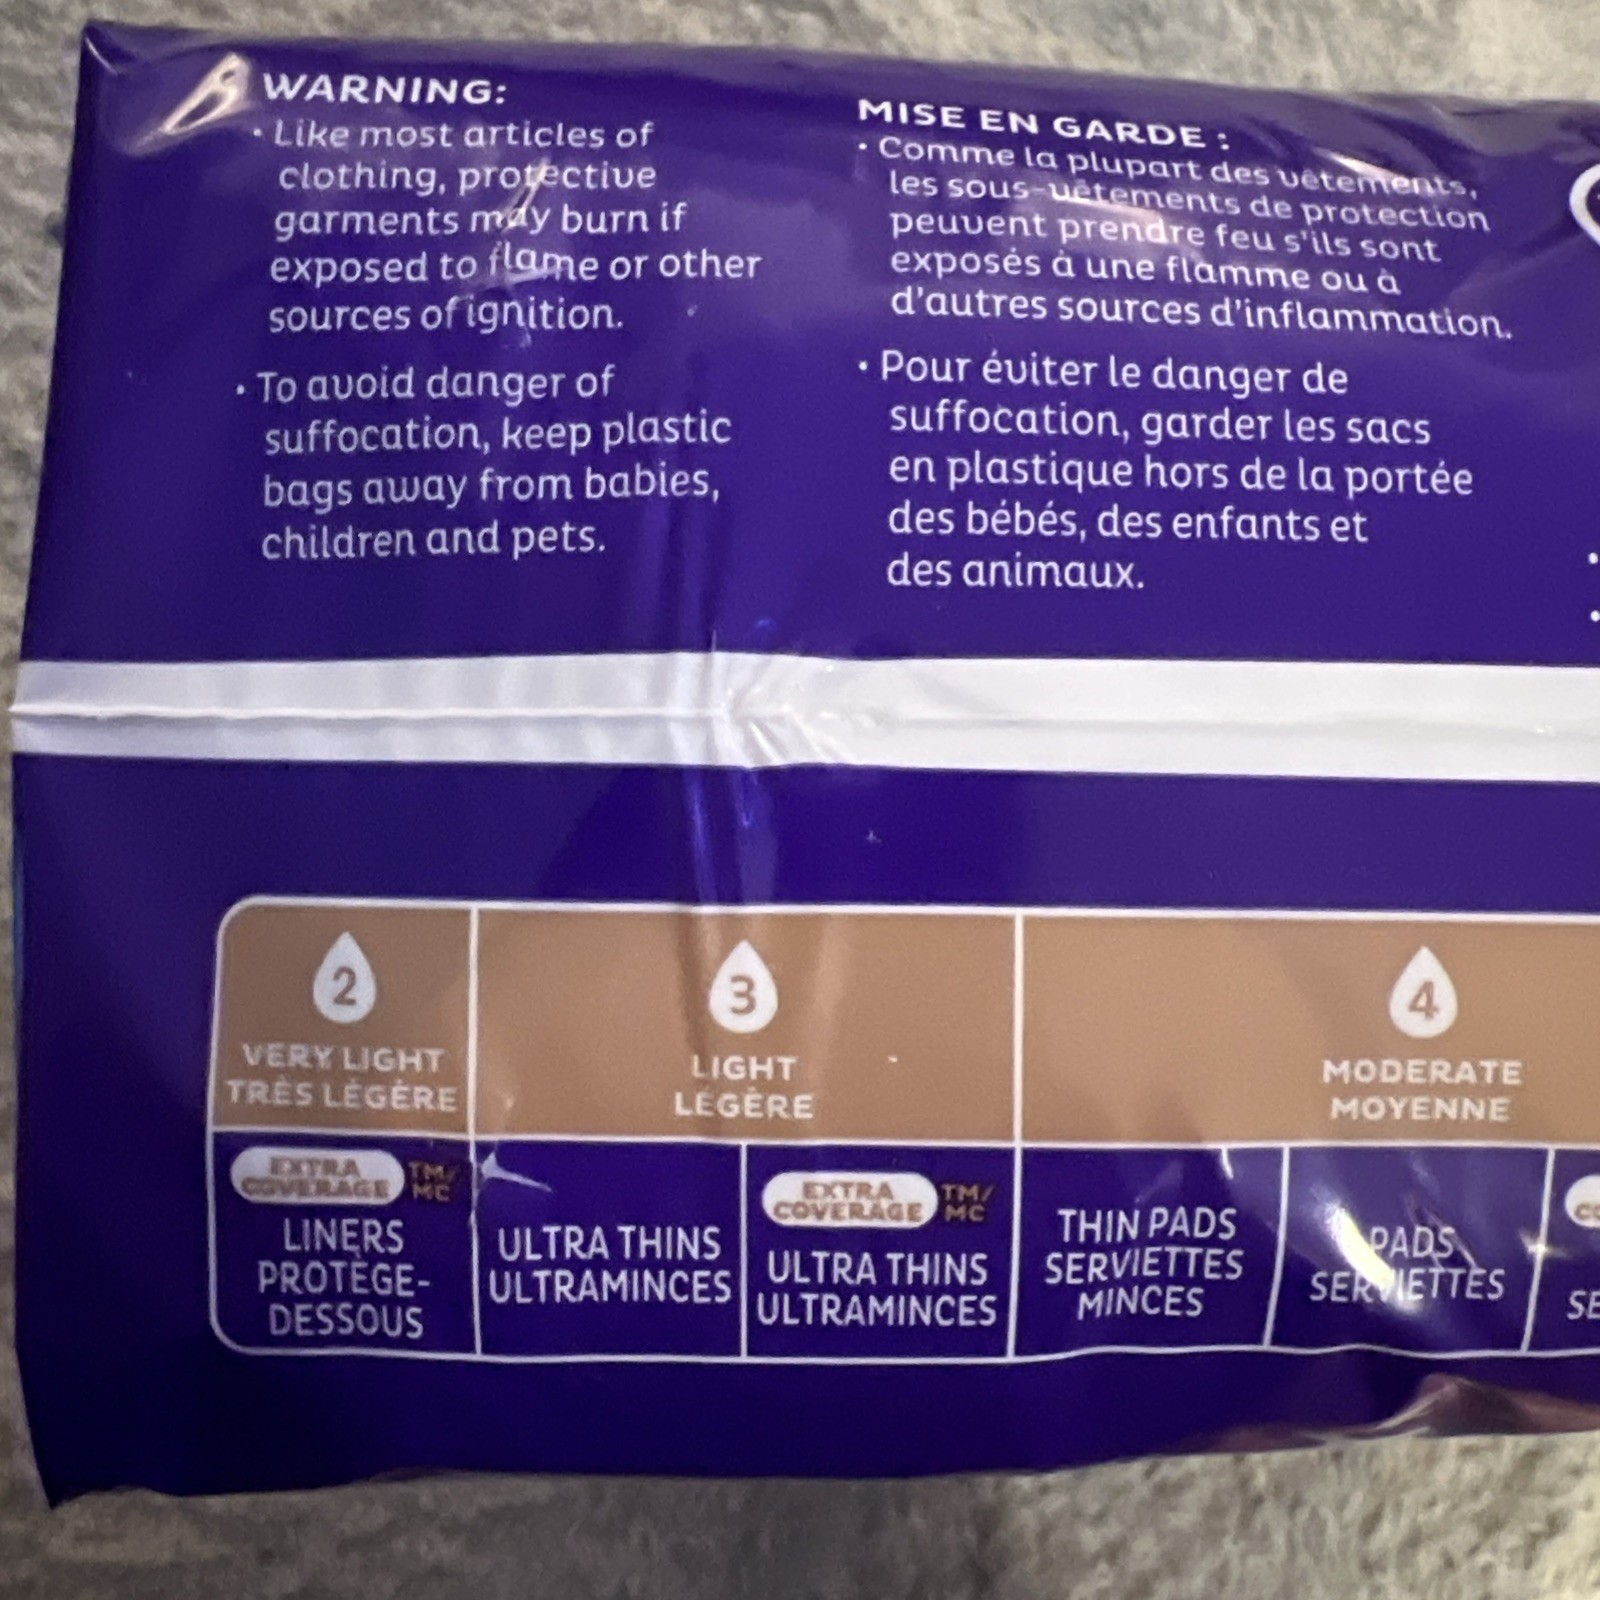 WARNING:
• Like most articles of
clothing, protective
garments may burn if
exposed to flame or other
sources of ignition.
• To avoid danger of
suffocation, keep plastic
bags away from babies,
children and pets.
MISE EN GARDE :
• Comme la plupart des vêtements,
les sous-vêtements de protection
peuvent prendre feu s'ils sont
exposés à une flamme ou à
d'autres sources d'inflammation.
• Pour éviter le danger de
suffocation, garder les sacs
en plastique hors de la portée
des bébés, des enfants et
des animaux.
2
VERY LIGHT
TRÈS LÉGÈRE
3
LIGHT
LÉGÈRE
4
MODERATE
MOYENNE
EXTRA
COVERAGE
TM/
MC
LINERS
PROTÈGE-
DESSOUS
ULTRA THINS
ULTRAMINCES
EXTRA
COVERAGE
TM/
MC
ULTRA THINS
ULTRAMINCES
THIN PADS
SERVIETTES
MINCES
PADS
SERVIETTES